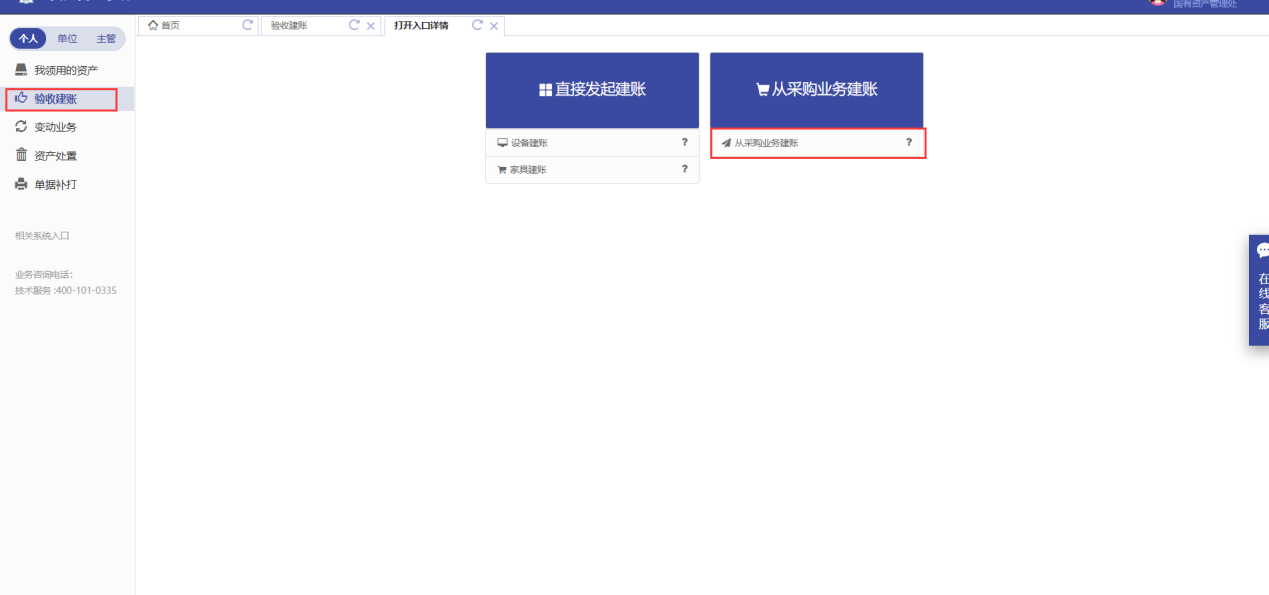 国有资产管理处
首页
验收建账
打开入口详情
个人
单位
主管
我领用的资产
验收建账
变动业务
资产处置
单据补打
相关系统入口
业务咨询电话:
技术服务 :400-101-0335
直接发起建账
设备建账 ?
家具建账 ?
从采购业务建账
从采购业务建账 ?
在线客服